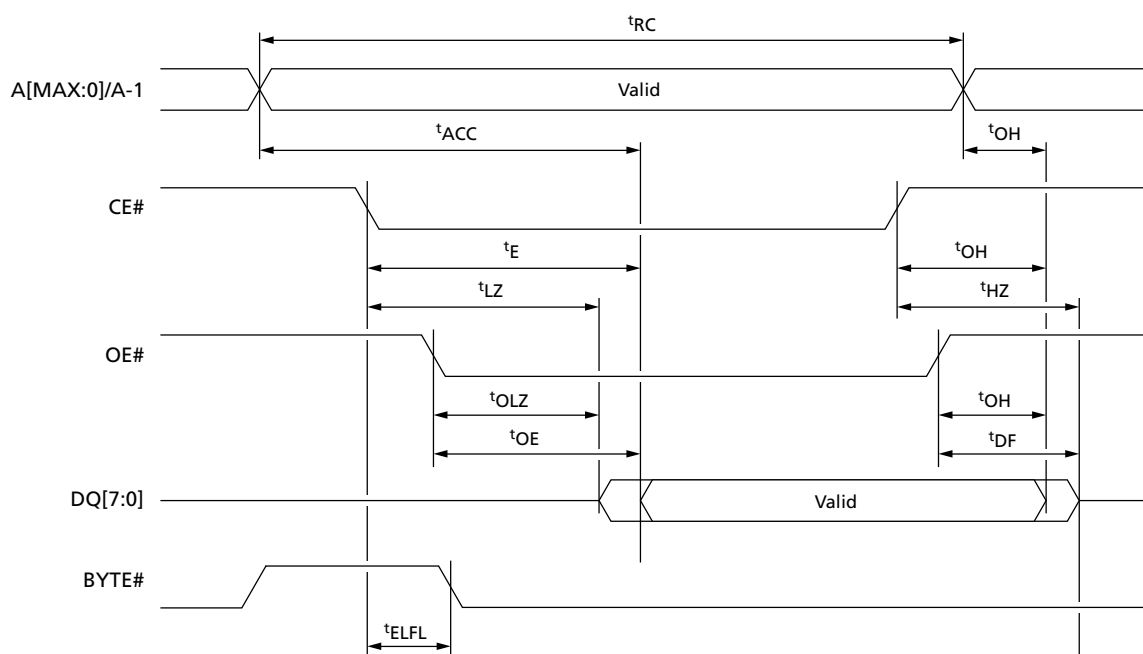 tRC
A[MAX:0]/A-1
Valid
tACC
tOH
CE#
tE
tOH
tLZ
tHZ
OE#
tOLZ
tOH
tOE
tDF
DQ[7:0]
Valid
BYTE#
tELFL